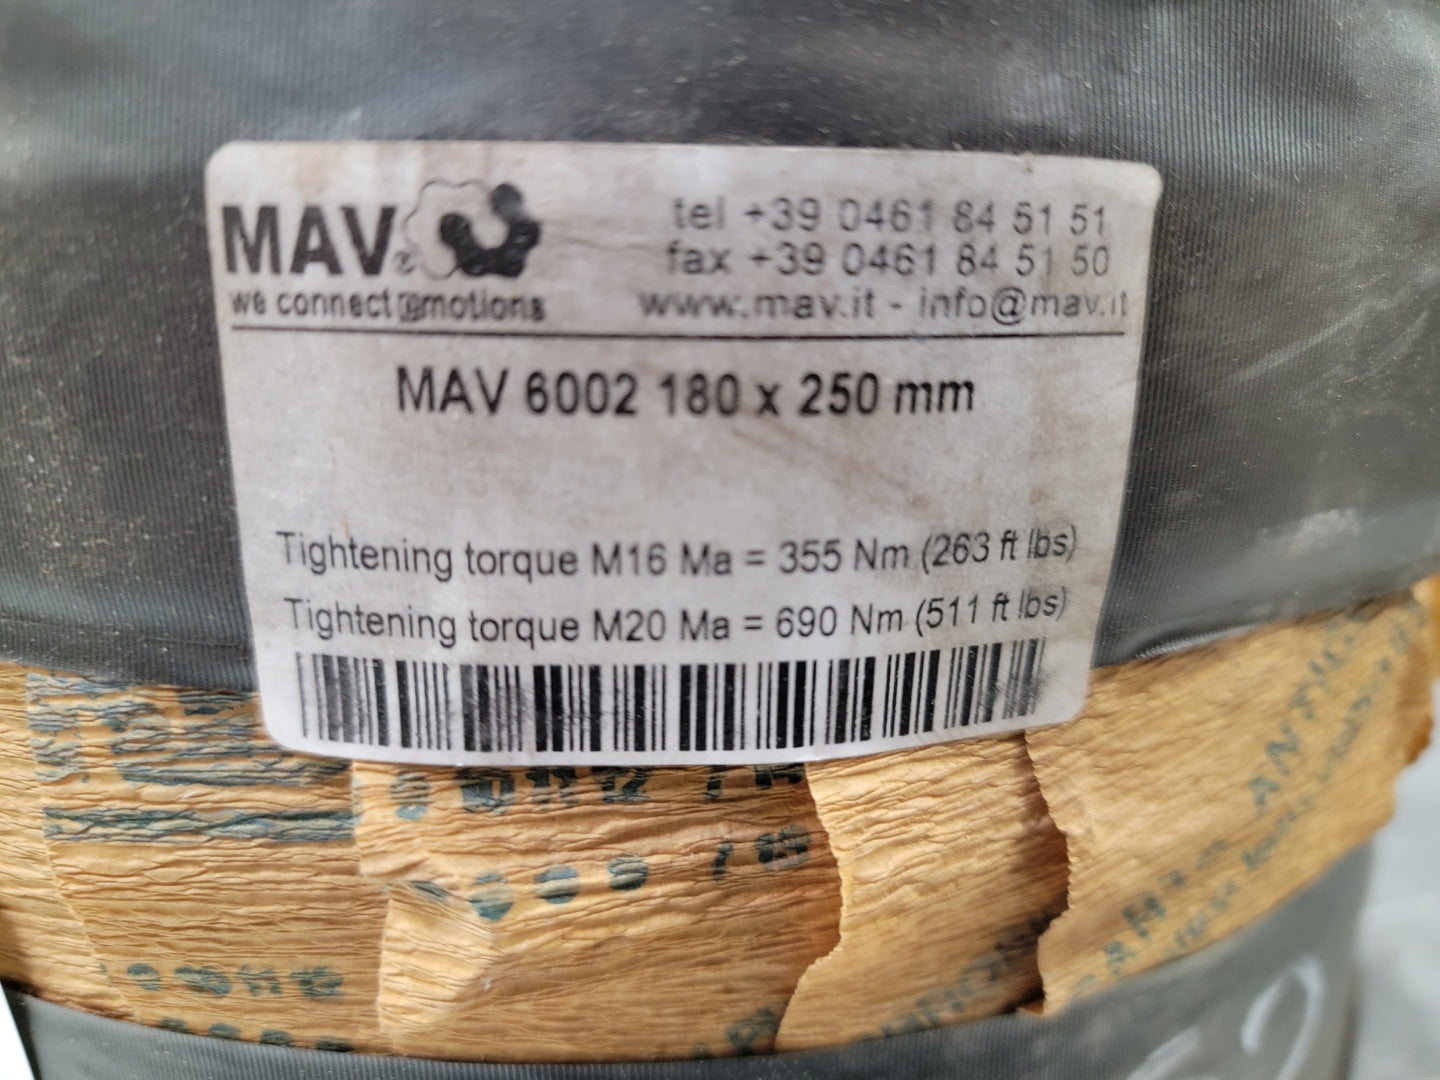 MAV®
we connect emotions
tel +39 0461 84 51 51
fax +39 0461 84 51 50
www.mav.it - info@mav.it
MAV 6002 180 x 250 mm
Tightening torque M16 Ma = 355 Nm (263 ft lbs)
Tightening torque M20 Ma = 690 Nm (511 ft lbs)